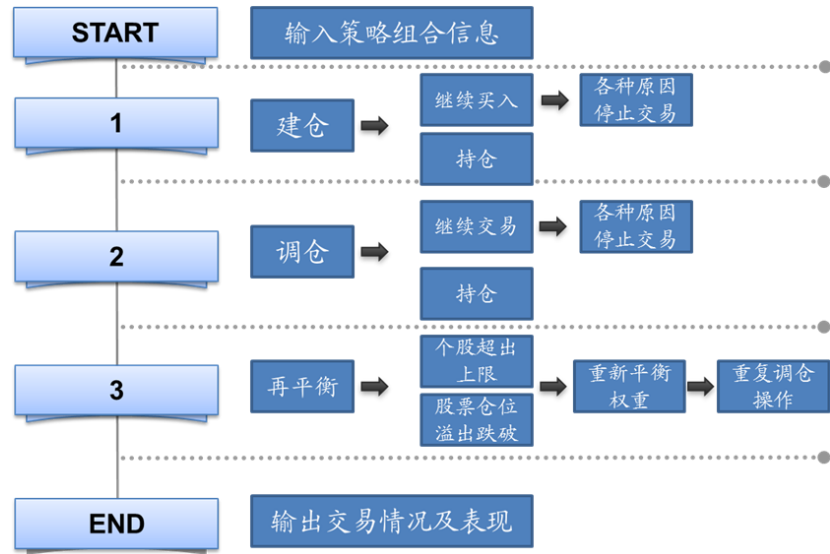 START
输入策略组合信息
1
建仓
继续买入
各种原因
停止交易
持仓
2
调仓
继续交易
各种原因
停止交易
持仓
3
再平衡
个股超出
上限
股票仓位
溢出跌破
重新平衡
权重
重复调仓
操作
END
输出交易情况及表现